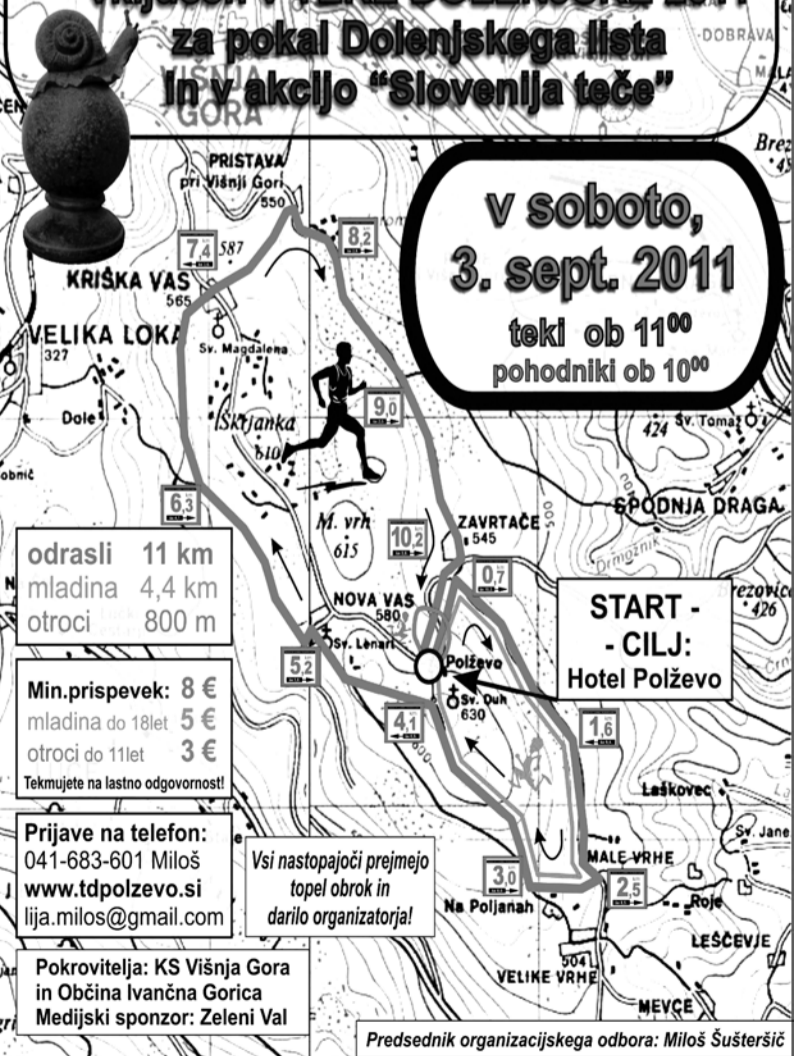 v TEKE DOLENJSKE 2011
za pokal Dolenjskega lista
in v akcijo “Slovenija teče”
DOBRAVA
VIŠNJA
GORA
PRISTAVA
pri Višnji Gori
550
v soboto,
3. sept. 2011
teki ob 11⁰⁰
pohodniki ob 10⁰⁰
7,4
587
8,2
KRIŠKA VAS
565
VELIKA LOKA
327
Sv. Magdalena
Dole
Škrjanka
610
9,0
424
Sv. Tomaž
6,3
SPODNJA DRAGA
M. vrh
615
10,2
ZAVRTAČE
545
Drmožnik
500
odrasli 11 km
mladina 4,4 km
otroci 800 m
0,7
NOVA VAS
580
Brezovice
426
START -
- CILJ:
Hotel Polževo
Sv. Lenart
5,2
Polževo
Sv. Duh
630
4,1
600
1,6
Min.prispevek: 8 €
mladina do 18let 5 €
otroci do 11let 3 €
Tekmujete na lastno odgovornost!
Laškovec
Sv. Jane
Prijave na telefon:
041-683-601 Miloš
www.tdpolzevo.si
lija.milos@gmail.com
Vsi nastopajoči prejmejo
topel obrok in
darilo organizatorja!
MALE VRHE
3,0
2,5
Na Poljanah
Roje
LEŠČEVJE
504
VELIKE VRHE
MEVCE
Pokrovitelja: KS Višnja Gora
in Občina Ivančna Gorica
Medijski sponzor: Zeleni Val
Predsednik organizacijskega odbora: Miloš Šušteršič